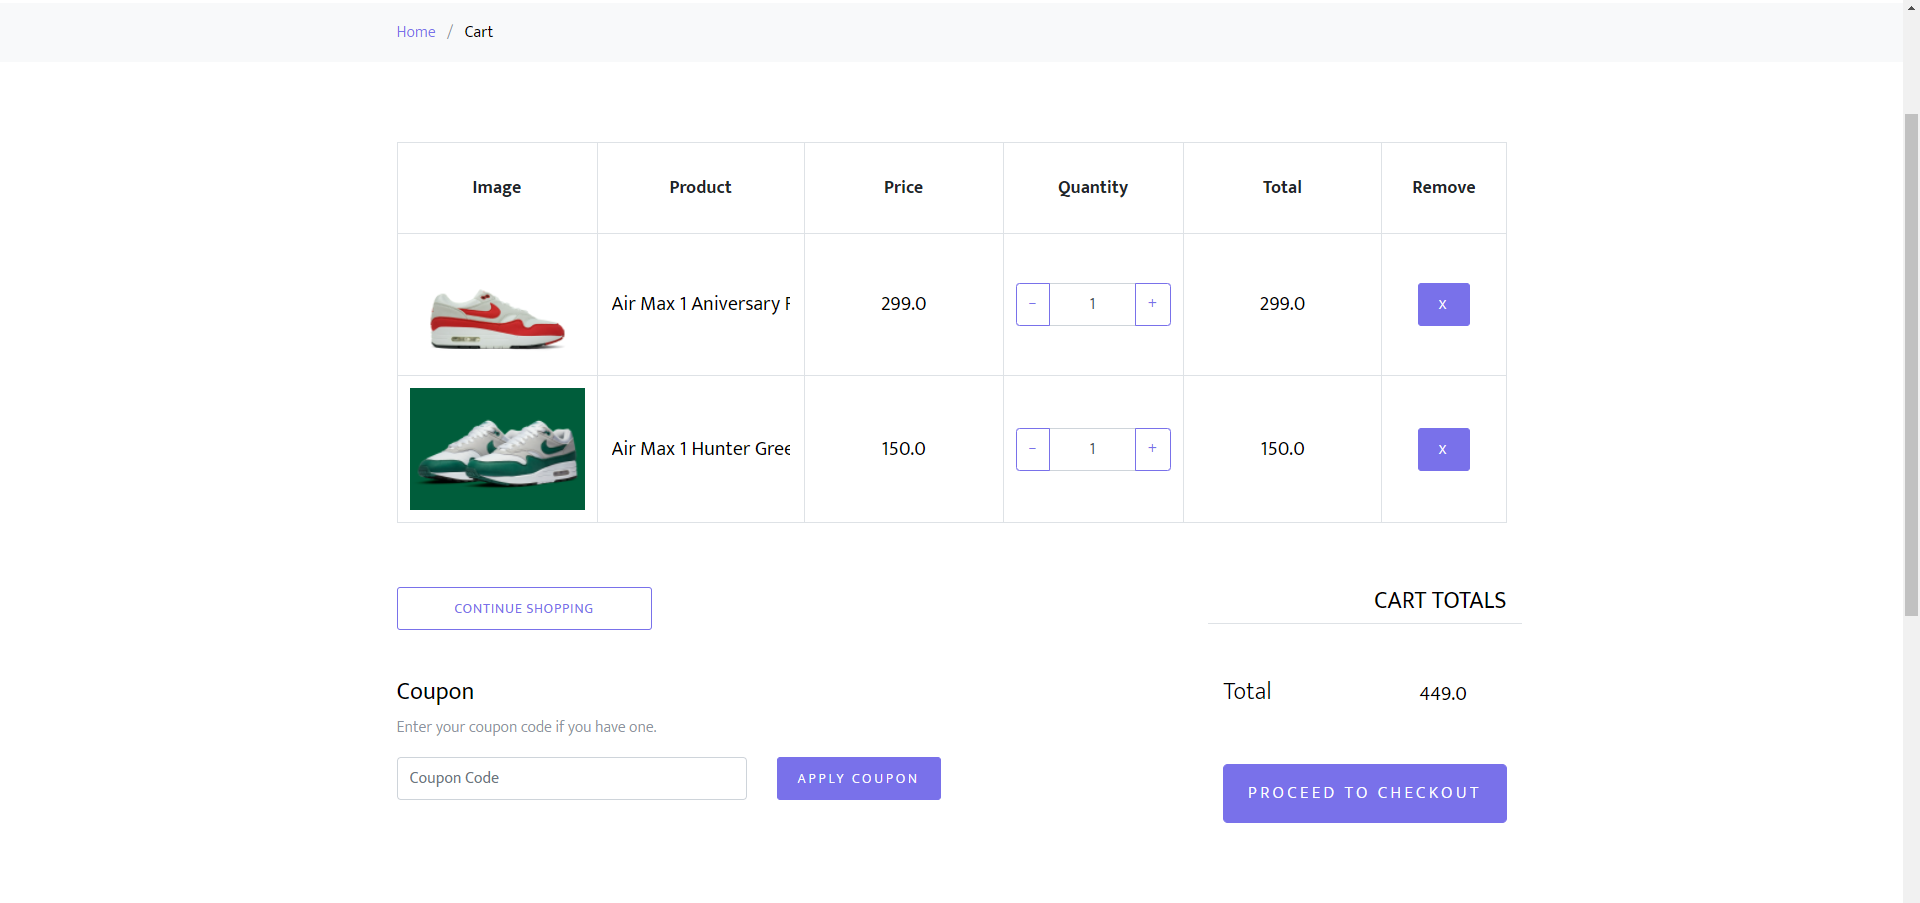 Home / Cart
Image Product Price Quantity Total Remove
Air Max 1 Aniversary 299.0 − 1 + 299.0 x
Air Max 1 Hunter 150.0 − 1 + 150.0 x
CONTINUE SHOPPING
CART TOTALS
Coupon
Enter your coupon code if you have one.
Coupon Code
APPLY COUPON
Total 449.0
PROCEED TO CHECKOUT